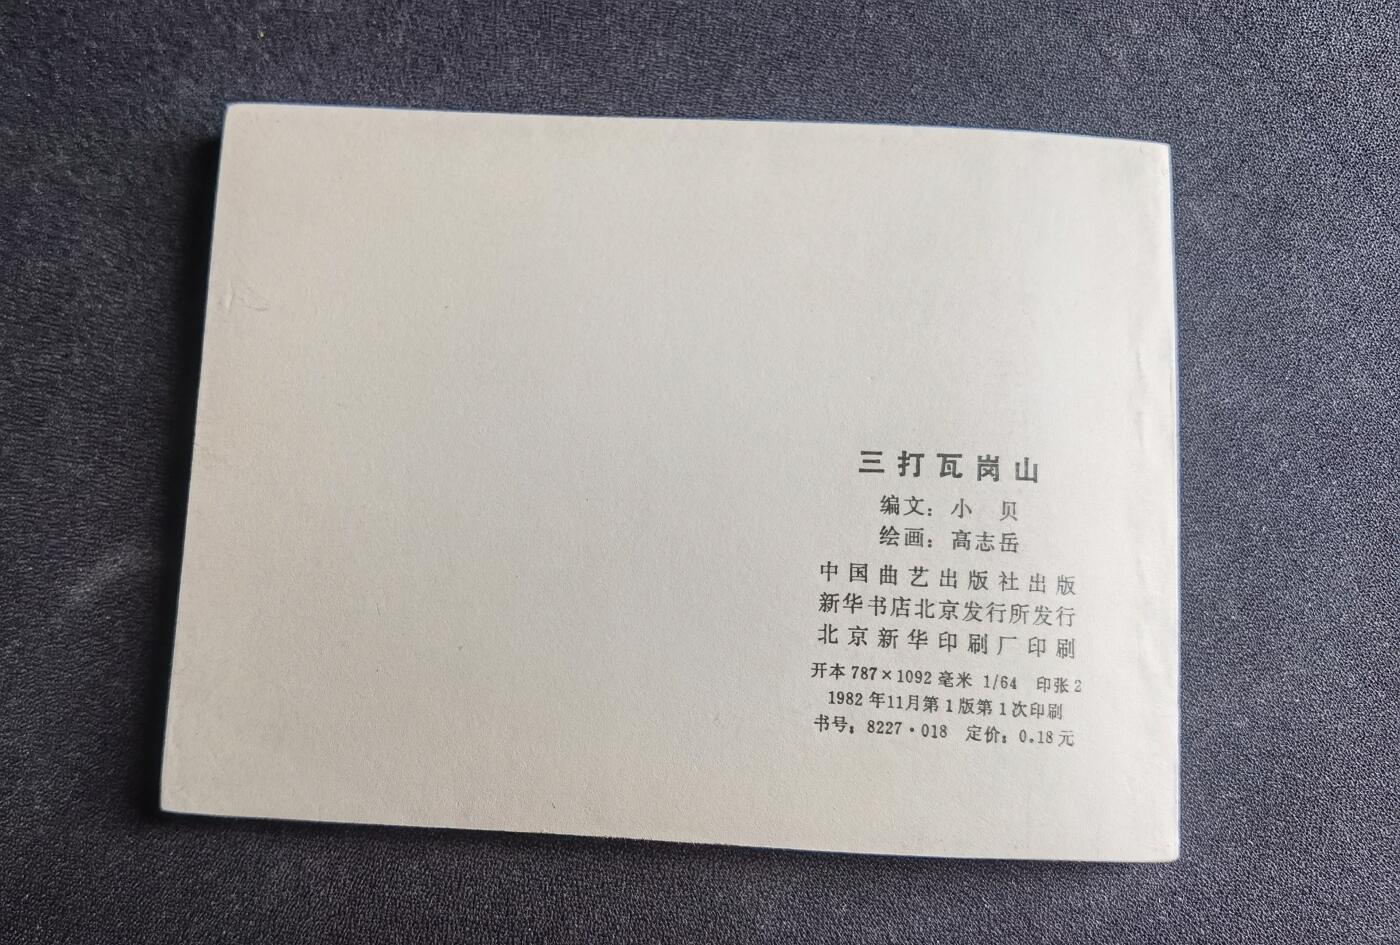 三打瓦岗山
编文：小　贝
绘画：高志岳
中国曲艺出版社出版
新华书店北京发行所发行
北京新华印刷厂印刷
开本 787×1092 毫米 1/64　印张 2
1982 年11月第 1 版第 1 次印刷
书号：8227·018　定价：0.18 元